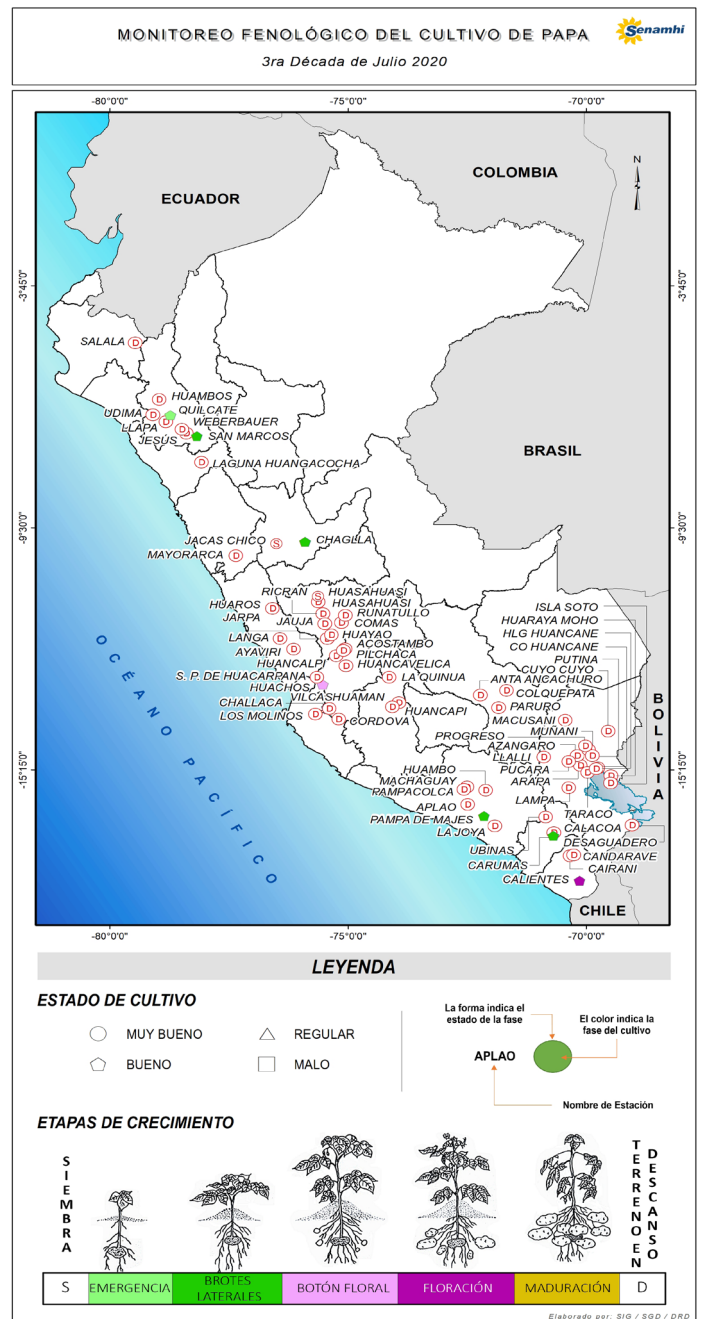 MONITOREO FENOLÓGICO DEL CULTIVO DE PAPA
Senamhi
3ra Década de Julio 2020
-80°0'0"
-75°0'0"
-70°0'0"
COLOMBIA
N
ECUADOR
-3°45'0"
-3°45'0"
SALALA
D
D
HUAMBOS
QUILCATE
UDIMA
D
D
WEBERBAUER
LLAPA
D
JESÚS
SAN MARCOS
BRASIL
D
LAGUNA HUANGACOCHA
-9°30'0"
-9°30'0"
JACAS CHICO
S
CHAGLLA
MAYORARCA
D
RICRAN
S
HUASAHUASI
HUASAHUASI
ISLA SOTO
HUAROS
D
RUNATULLO
HUARAYA MOHO
JARPA
JAUJA
COMAS
HLG HUANCANE
LANGA
HUAYAO
CO HUANCANE
AYAVIRI
ACOSTAMBO
PUTINA
PILCHACA
CUYO CUYO
HUANCALPI
HUANCAVELICA
ANTA ANCACHURO
S. P. DE HUACARPANA
LA QUINUA
COLQUEPATA
HUACHOS
BOLIVIA
VILCASHUAMAN
PARURO
CHALLACA
HUANCAPI
MACUSANI
LOS MOLINOS
CORDOVA
MUÑANI
PROGRESO
AZANGARO
LLALLI
-15°15'0"
-15°15'0"
HUAMBO
PUCARA
MACHAGUAY
ARAPA
PAMPACOLCA
LAMPA
APLAO
TARACO
PAMPA DE MAJES
CALACOA
LA JOYA
DESAGUADERO
UBINAS
CANDARAVE
CARUMAS
CAIRANI
CALIENTES
CHILE
OCÉANO PACÍFICO
-80°0'0"
-75°0'0"
-70°0'0"
LEYENDA
ESTADO DE CULTIVO
MUY BUENO
REGULAR
BUENO
MALO
La forma indica el
estado de la fase
El color indica la
fase del cultivo
APLAO
Nombre de Estación
ETAPAS DE CRECIMIENTO
SIEMBRA
TERRENO EN
DESCANSO
S
EMERGENCIA
BROTES
LATERALES
BOTÓN FLORAL
FLORACIÓN
MADURACIÓN
D
Elaborado por: SIG / SGD / DRD